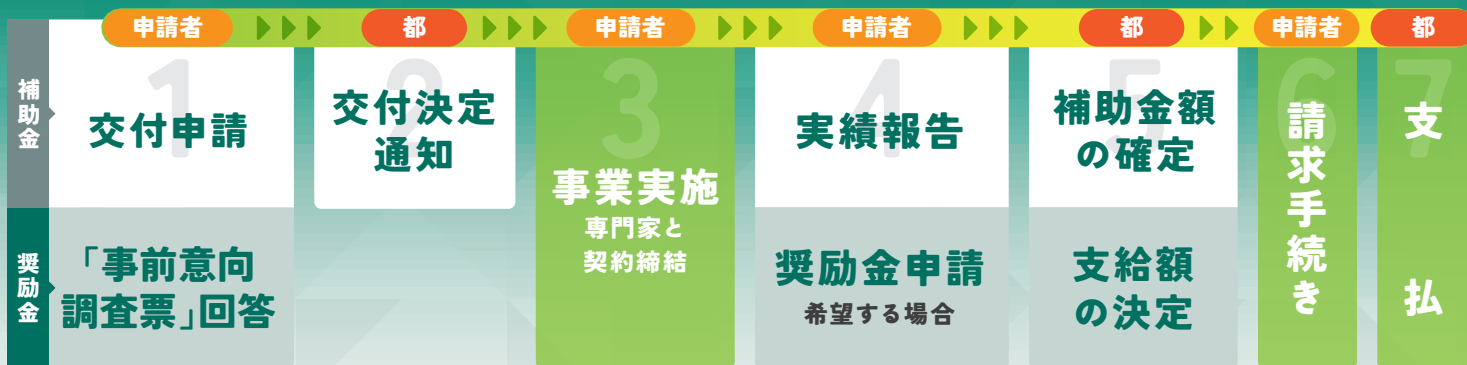 申請者
都
申請者
申請者
都
申請者
都
補助金
1
交付申請
2
交付決定
通知
3
事業実施
専門家と
契約締結
4
実績報告
5
補助金額
の確定
6
請求手続き
7
支払
奨励金
「事前意向
調査票」回答
奨励金申請
希望する場合
支給額
の決定